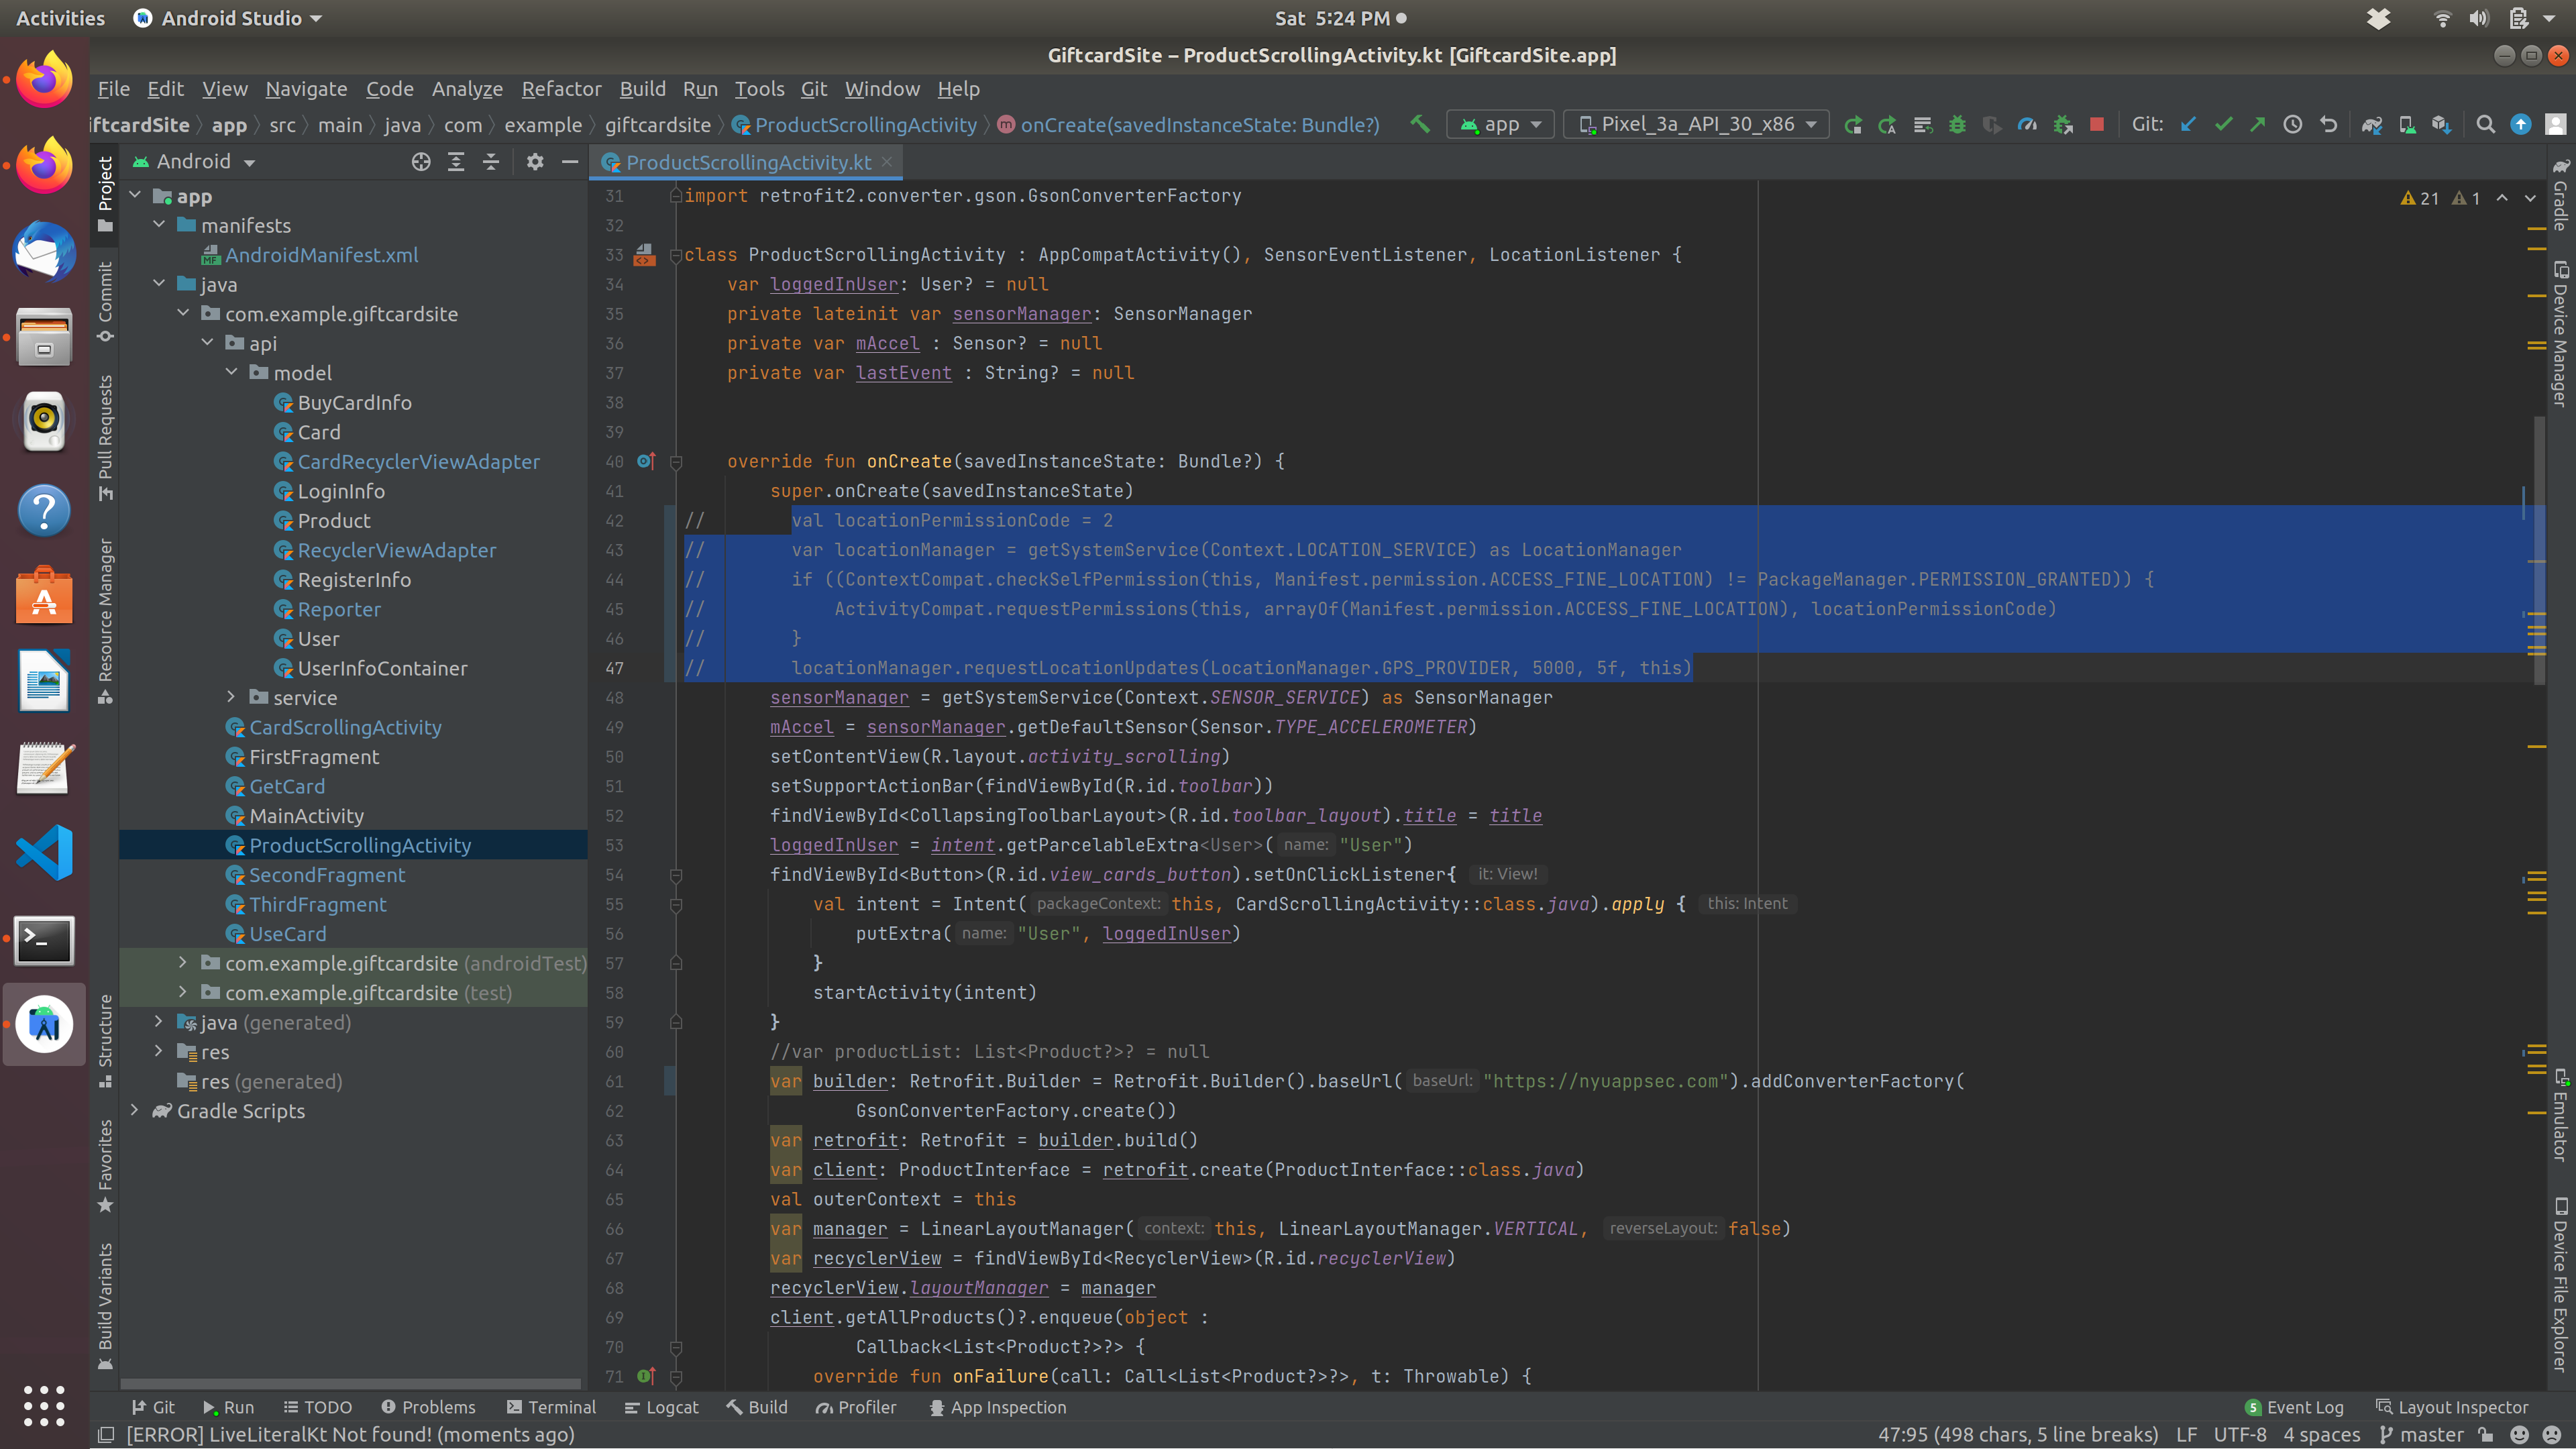 Activities Android Studio Sat 5:24 PM
GiftcardSite – ProductScrollingActivity.kt [GiftcardSite.app]
File Edit View Navigate Code Analyze Refactor Build Run Tools Git Window Help
iftcardSite app src main java com example giftcardsite ProductScrollingActivity onCreate(savedInstanceState: Bundle?) app Pixel_3a_API_30_x86 Git:
Android
ProductScrollingActivity.kt
Project
Commit
Pull Requests
Resource Manager
Structure
Favorites
Build Variants
app
manifests
AndroidManifest.xml
java
com.example.giftcardsite
api
model
BuyCardInfo
Card
CardRecyclerViewAdapter
LoginInfo
Product
RecyclerViewAdapter
RegisterInfo
Reporter
User
UserInfoContainer
service
CardScrollingActivity
FirstFragment
GetCard
MainActivity
ProductScrollingActivity
SecondFragment
ThirdFragment
UseCard
com.example.giftcardsite (androidTest)
com.example.giftcardsite (test)
java (generated)
res
res (generated)
Gradle Scripts
21 1
31 import retrofit2.converter.gson.GsonConverterFactory
32
33 class ProductScrollingActivity : AppCompatActivity(), SensorEventListener, LocationListener {
34 var loggedInUser: User? = null
35 private lateinit var sensorManager: SensorManager
36 private var mAccel : Sensor? = null
37 private var lastEvent : String? = null
38
39
40 override fun onCreate(savedInstanceState: Bundle?) {
41 super.onCreate(savedInstanceState)
42 // val locationPermissionCode = 2
43 // var locationManager = getSystemService(Context.LOCATION_SERVICE) as LocationManager
44 // if ((ContextCompat.checkSelfPermission(this, Manifest.permission.ACCESS_FINE_LOCATION) != PackageManager.PERMISSION_GRANTED)) {
45 // ActivityCompat.requestPermissions(this, arrayOf(Manifest.permission.ACCESS_FINE_LOCATION), locationPermissionCode)
46 // }
47 // locationManager.requestLocationUpdates(LocationManager.GPS_PROVIDER, 5000, 5f, this)
48 sensorManager = getSystemService(Context.SENSOR_SERVICE) as SensorManager
49 mAccel = sensorManager.getDefaultSensor(Sensor.TYPE_ACCELEROMETER)
50 setContentView(R.layout.activity_scrolling)
51 setSupportActionBar(findViewById(R.id.toolbar))
52 findViewById<CollapsingToolbarLayout>(R.id.toolbar_layout).title = title
53 loggedInUser = intent.getParcelableExtra<User>( name: "User")
54 findViewById<Button>(R.id.view_cards_button).setOnClickListener{ it: View!
55 val intent = Intent( packageContext: this, CardScrollingActivity::class.java).apply { this: Intent
56 putExtra( name: "User", loggedInUser)
57 }
58 startActivity(intent)
59 }
60 //var productList: List<Product?>? = null
61 var builder: Retrofit.Builder = Retrofit.Builder().baseUrl( baseUrl: "https://nyuappsec.com").addConverterFactory(
62 GsonConverterFactory.create())
63 var retrofit: Retrofit = builder.build()
64 var client: ProductInterface = retrofit.create(ProductInterface::class.java)
65 val outerContext = this
66 var manager = LinearLayoutManager( context: this, LinearLayoutManager.VERTICAL, reverseLayout: false)
67 var recyclerView = findViewById<RecyclerView>(R.id.recyclerView)
68 recyclerView.layoutManager = manager
69 client.getAllProducts()?.enqueue(object :
70 Callback<List<Product?>?> {
71 override fun onFailure(call: Call<List<Product?>?>, t: Throwable) {
Gradle
Device Manager
Emulator
Device File Explorer
Git Run TODO Problems Terminal Logcat Build Profiler App Inspection 5 Event Log Layout Inspector
[ERROR] LiveLiteralKt Not found! (moments ago) 47:95 (498 chars, 5 line breaks) LF UTF-8 4 spaces master